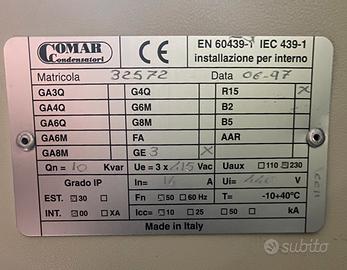 COMAR Condensatori CE EN 60439-1 IEC 439-1
installazione per interno
Matricola 32572 Data 06-97
GA3Q G4Q R15 X
GA4Q G6M B2
GA6Q G8M B5
GA6M FA AAR
GA8M GE 3 X
Qn = 10 Kvar Ue = 3 x 415 Vac Uaux 110 230
Grado IP In= A Ui= 440 V
EST. 30 Fn 50 60 Hz T= -10+40°C
INT. 00 XA Icc= 10 25 50 kA
Made in Italy
subito